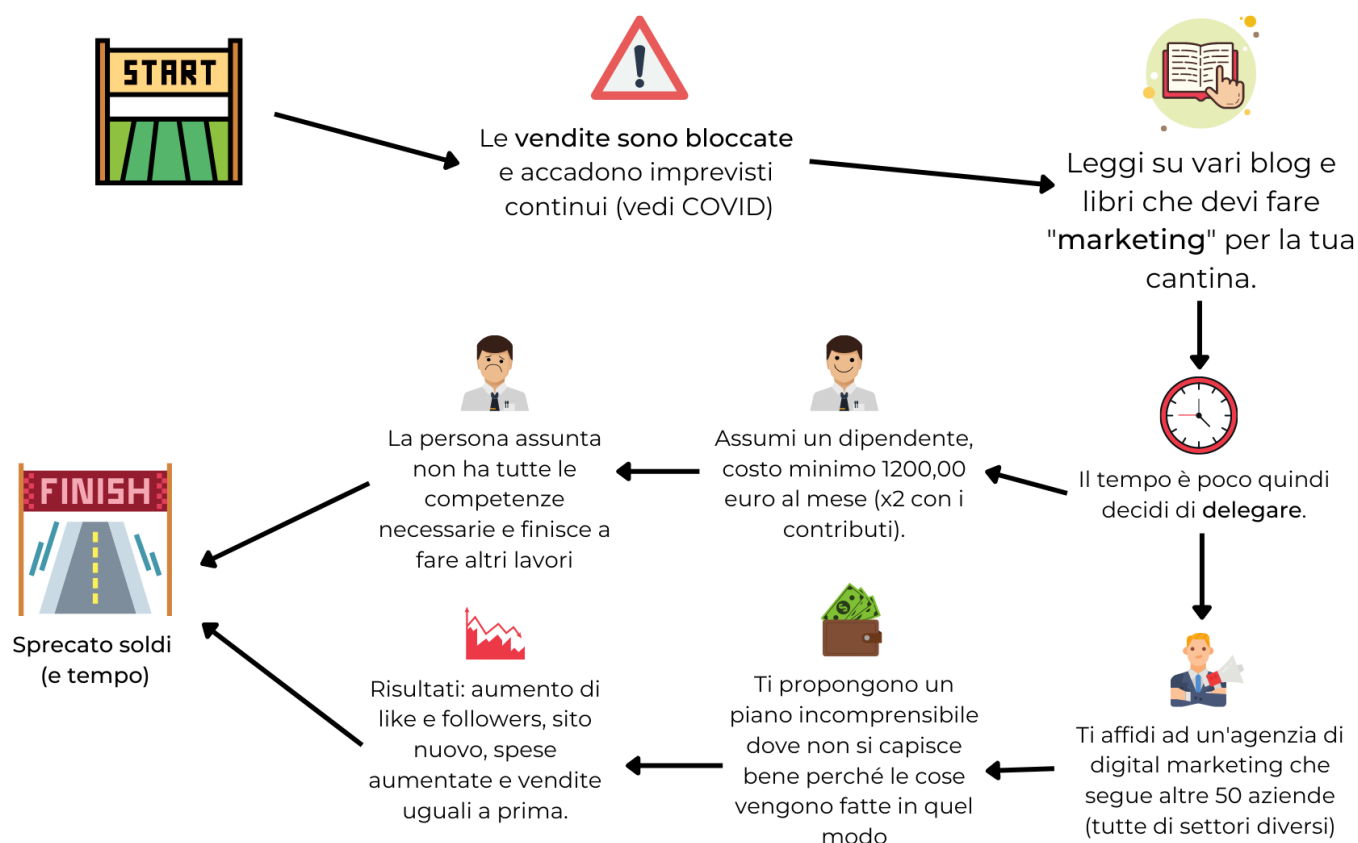 START
Le vendite sono bloccate
e accadono imprevisti
continui (vedi COVID)
Leggi su vari blog e
libri che devi fare
"marketing" per la tua
cantina.
Il tempo è poco quindi
decidi di delegare.
Assumi un dipendente,
costo minimo 1200,00
euro al mese (x2 con i
contributi).
La persona assunta
non ha tutte le
competenze
necessarie e finisce a
fare altri lavori
FINISH
Sprecato soldi
(e tempo)
Ti affidi ad un'agenzia di
digital marketing che
segue altre 50 aziende
(tutte di settori diversi)
Ti propongono un
piano incomprensibile
dove non si capisce
bene perché le cose
vengono fatte in quel
modo
Risultati: aumento di
like e followers, sito
nuovo, spese
aumentate e vendite
uguali a prima.